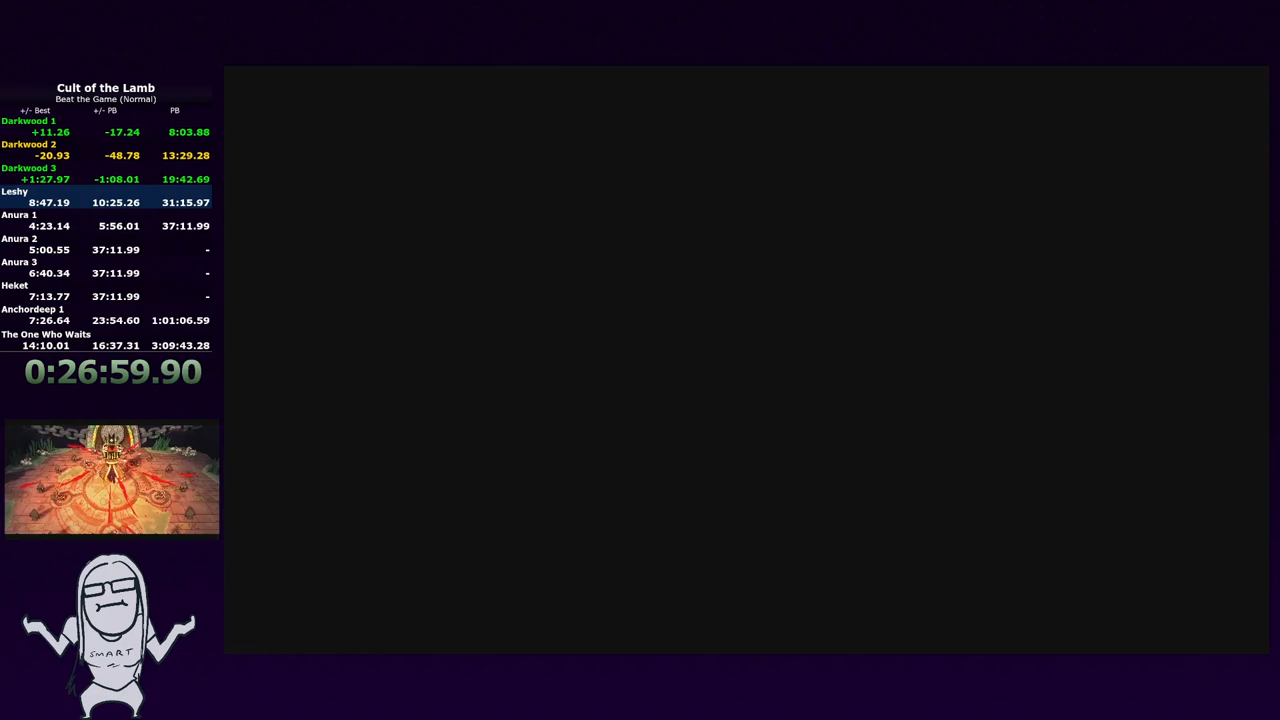 Cult of the Lamb
Beat the Game (Normal)
+/- Best +/- PB PB
Darkwood 1
+11.26 -17.24 8:03.88
Darkwood 2
-20.93 -48.78 13:29.28
Darkwood 3
+1:27.97 -1:08.01 19:42.69
Leshy
8:47.19 10:25.26 31:15.97
Anura 1
4:23.14 5:56.01 37:11.99
Anura 2
5:00.55 37:11.99 -
Anura 3
6:40.34 37:11.99 -
Heket
7:13.77 37:11.99 -
Anchordeep 1
7:26.64 23:54.60 1:01:06.59
The One Who Waits
14:10.01 16:37.31 3:09:43.28
0:26:59.90
SMART